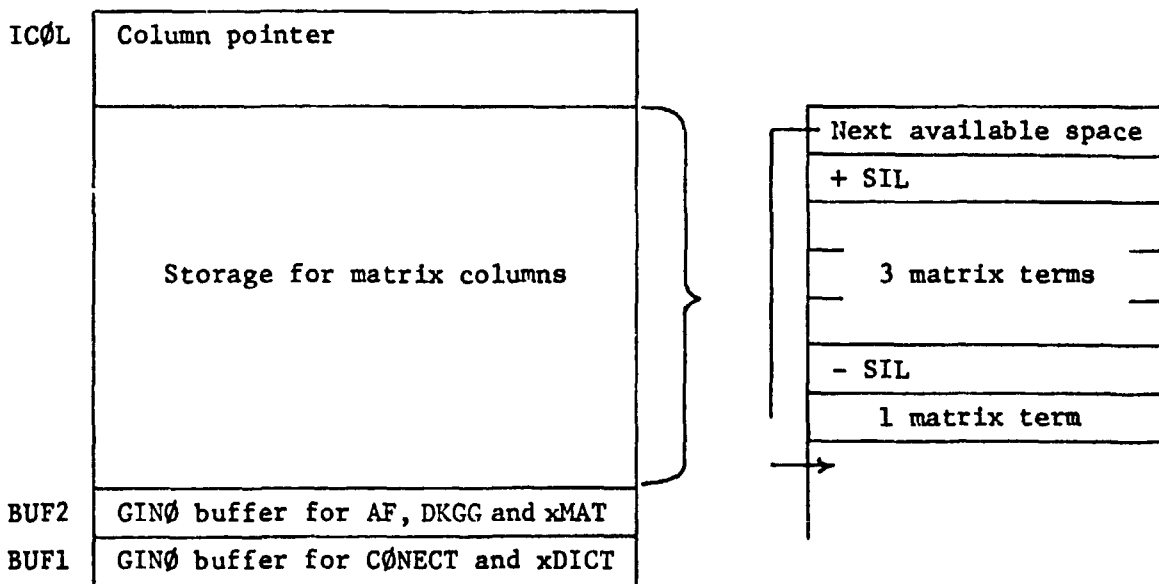 ICØL
Column pointer
Storage for matrix columns
BUF2
GINØ buffer for AF, DKGG and xMAT
BUF1
GINØ buffer for CØNECT and xDICT
Next available space
+ SIL
3 matrix terms
- SIL
1 matrix term